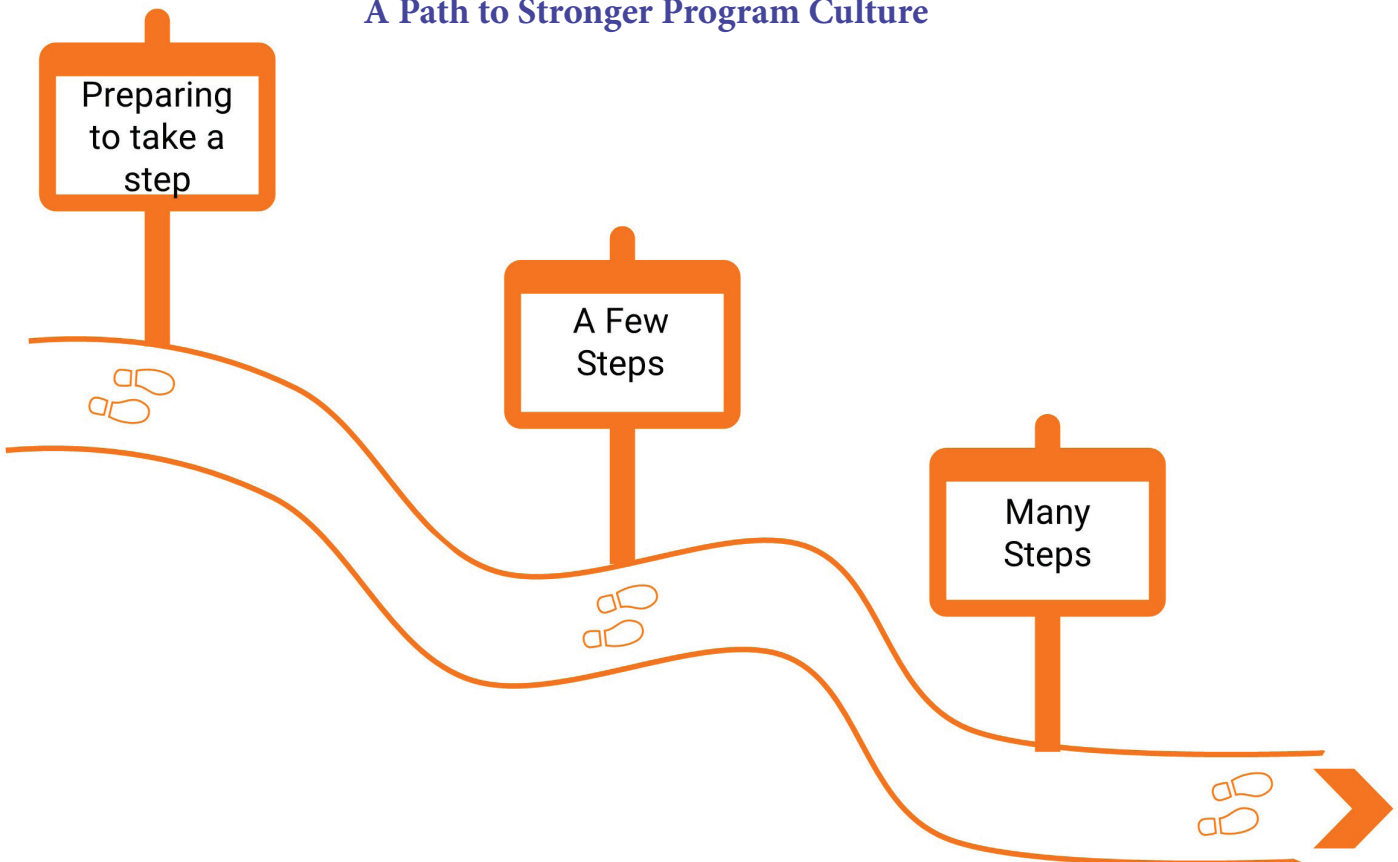 A Path to Stronger Program Culture
Preparing
to take a
step
A Few
Steps
Many
Steps